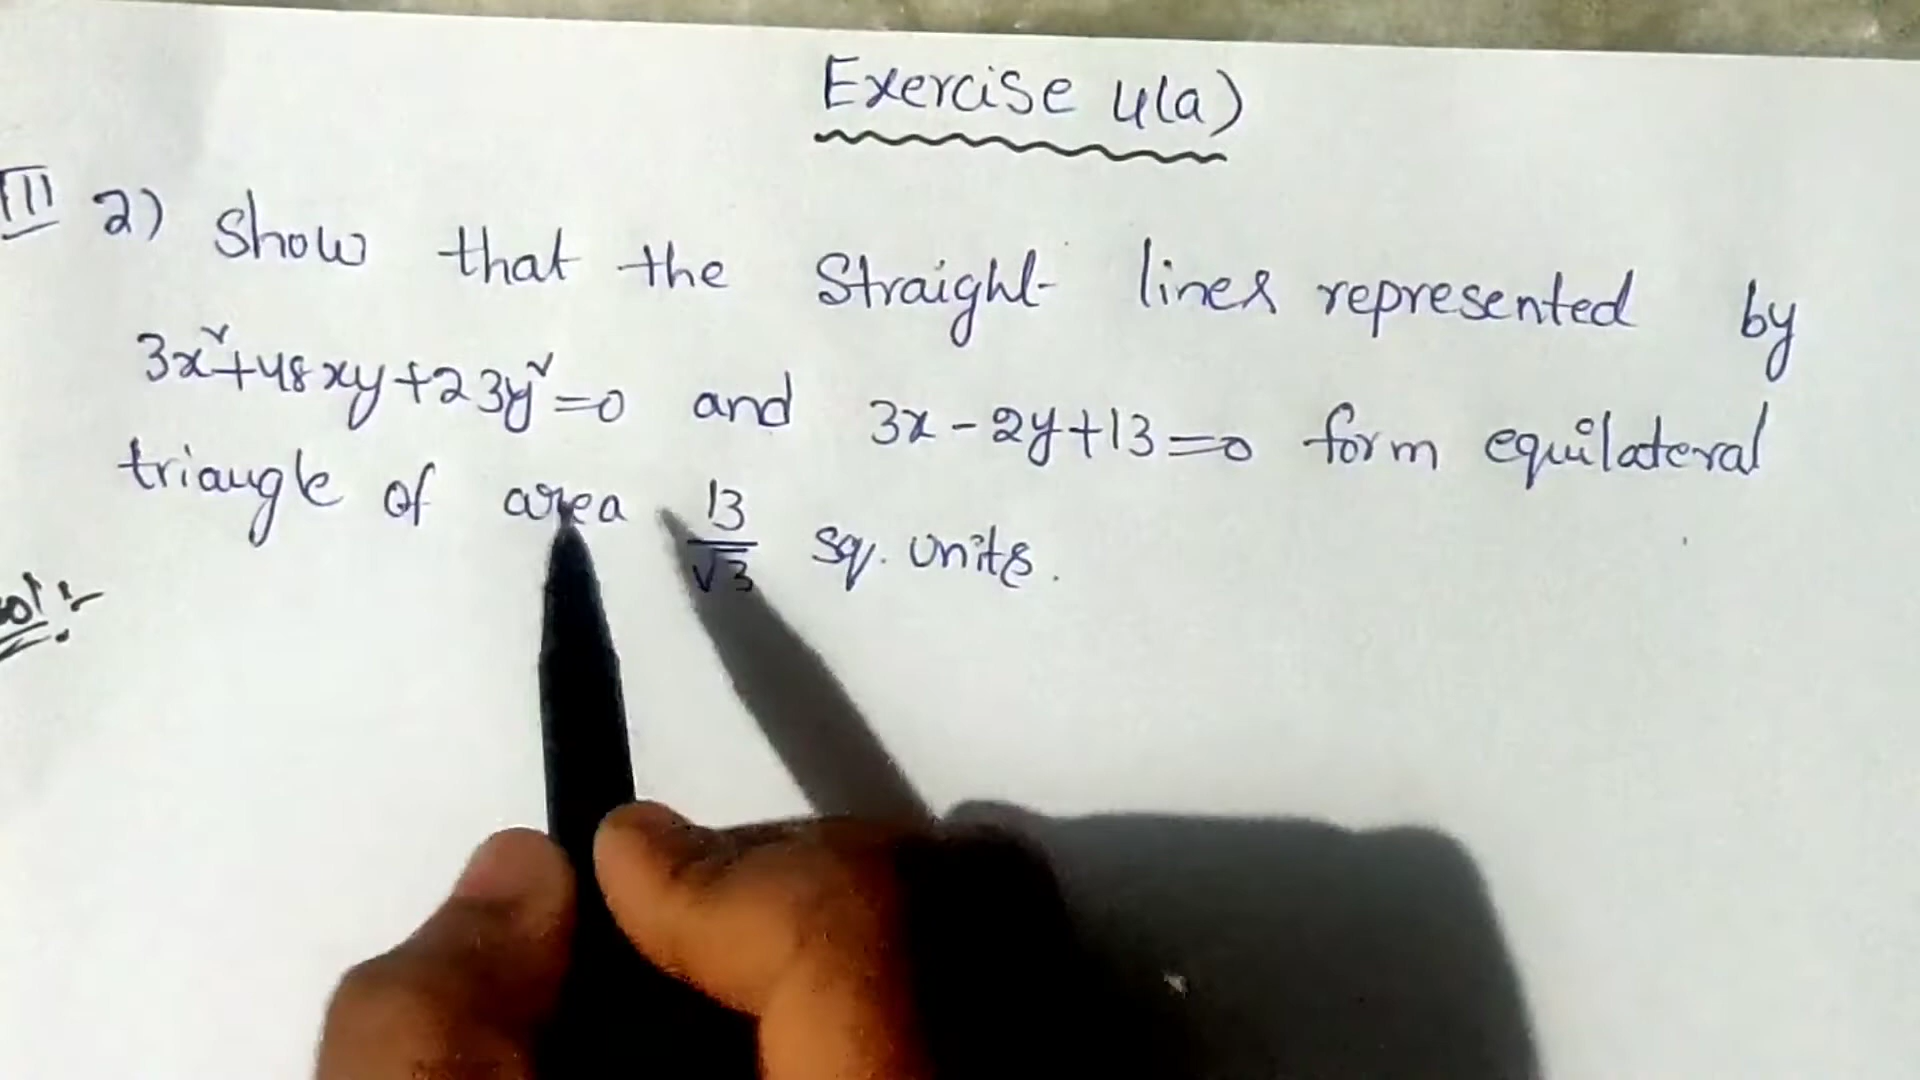 Exercise 4(a)
III 2) Show that the Straight lines represented by
3x²+48xy+23y²=0 and 3x-2y+13=0 form equilateral
triangle of area 13/√3 sq. units.
Sol:-